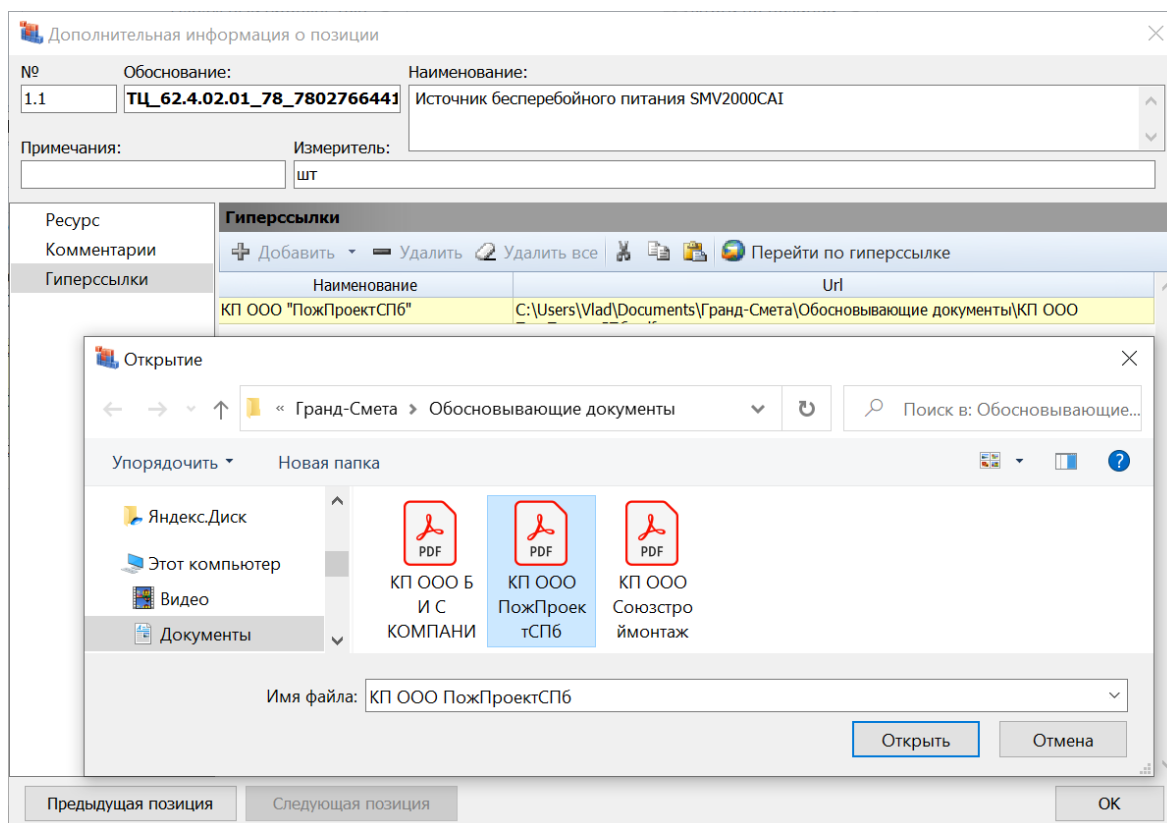 Дополнительная информация о позиции
№ Обоснование: Наименование:
1.1 ТЦ_62.4.02.01_78_7802766441 Источник бесперебойного питания SMV2000CAI
Примечания: Измеритель:
шт
Ресурс
Комментарии
Гиперссылки
Гиперссылки
Добавить Удалить Удалить все Перейти по гиперссылке
Наименование Url
КП ООО "ПожПроектСПб" C:\Users\Vlad\Documents\Гранд-Смета\Обосновывающие документы\КП ООО
Открытие
« Гранд-Смета › Обосновывающие документы
Поиск в: Обосновывающие...
Упорядочить Новая папка
Яндекс.Диск
Этот компьютер
Видео
Документы
PDF
КП ООО Б
И С
КОМПАНИ
PDF
КП ООО
ПожПроек
тСПб
PDF
КП ООО
Союзстро
ймонтаж
Имя файла: КП ООО ПожПроектСПб
Открыть Отмена
Предыдущая позиция Следующая позиция ОК